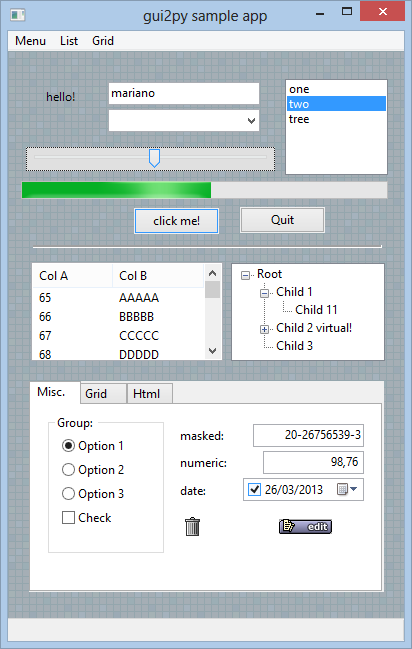 gui2py sample app
Menu List Grid
hello!
mariano
one
two
tree
click me!
Quit
Col A Col B
65 AAAAA
66 BBBBB
67 CCCCC
68 DDDDD
Root
Child 1
Child 11
Child 2 virtual!
Child 3
Misc. Grid Html
Group:
Option 1
Option 2
Option 3
Check
masked: 20-26756539-3
numeric: 98,76
date: 26/03/2013
edit